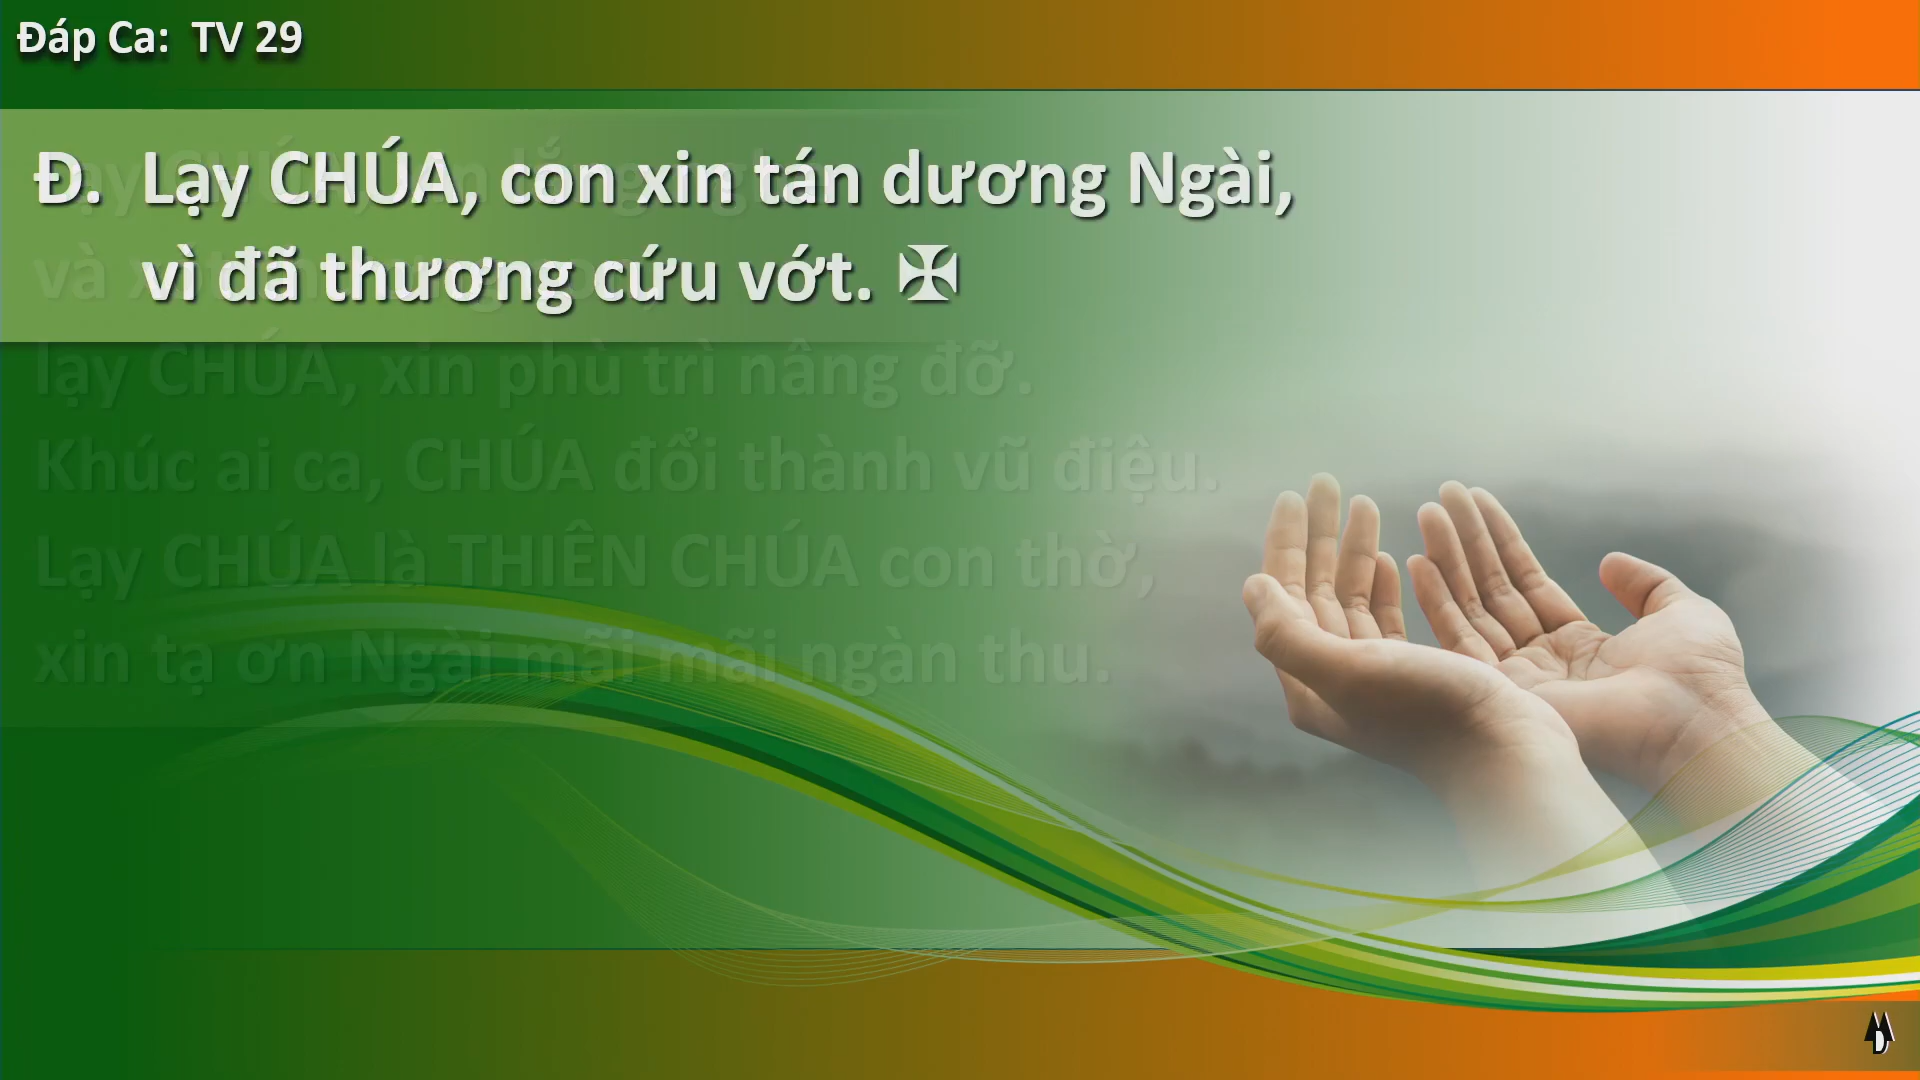 Đáp Ca: TV 29
Đ. Lạy CHÚA, con xin tán dương Ngài,
vì đã thương cứu vớt. ✠
lạy CHÚA, xin phù trì nâng đỡ.
Khúc ai ca, CHÚA đổi thành vũ điệu.
Lạy CHÚA là THIÊN CHÚA con thờ,
xin tạ ơn Ngài mãi mãi ngàn thu.